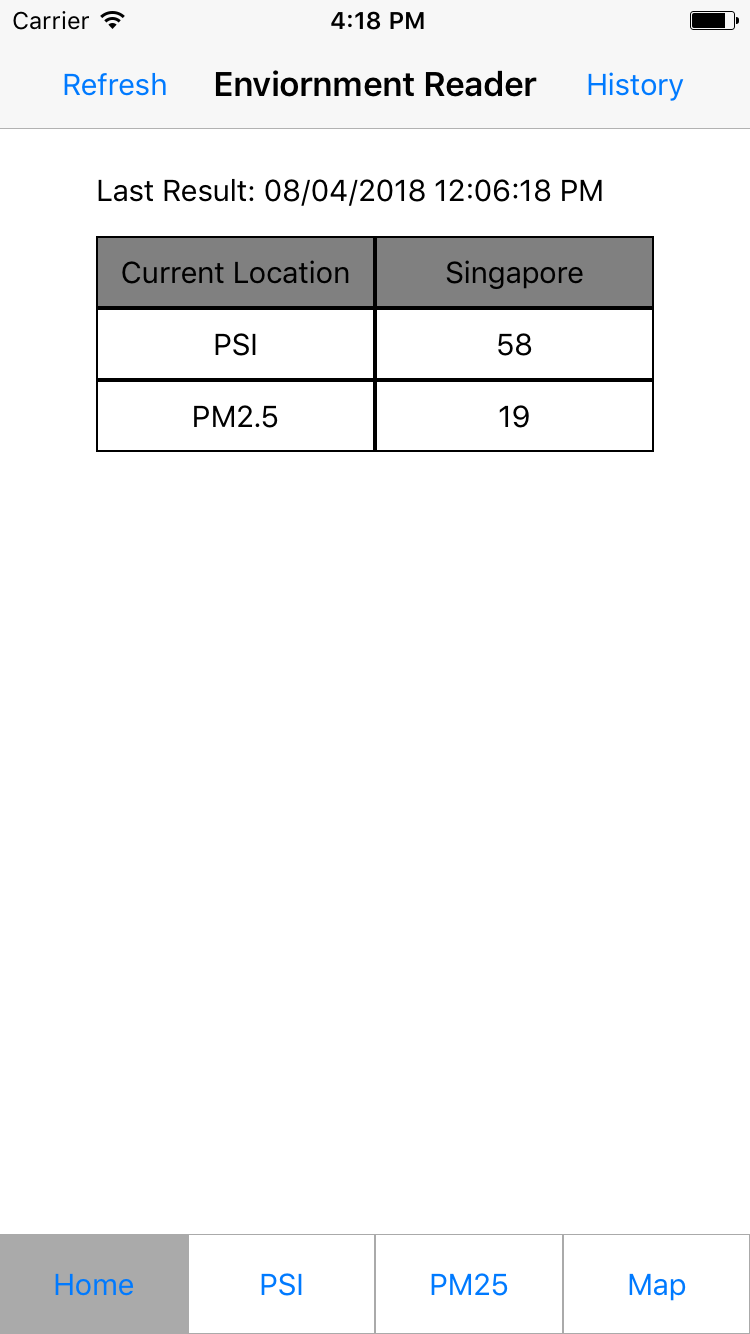 Carrier 4:18 PM
Refresh Enviornment Reader History
Last Result: 08/04/2018 12:06:18 PM
Current Location Singapore
PSI 58
PM2.5 19
Home PSI PM25 Map